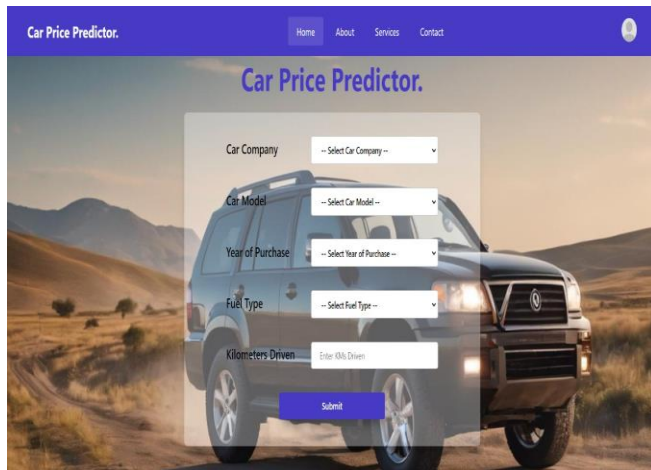 Car Price Predictor.
Home About Services Contact
Car Price Predictor.
Car Company -- Select Car Company --
Car Model -- Select Car Model --
Year of Purchase -- Select Year of Purchase --
Fuel Type -- Select Fuel Type --
Kilometers Driven Enter KMs Driven
Submit